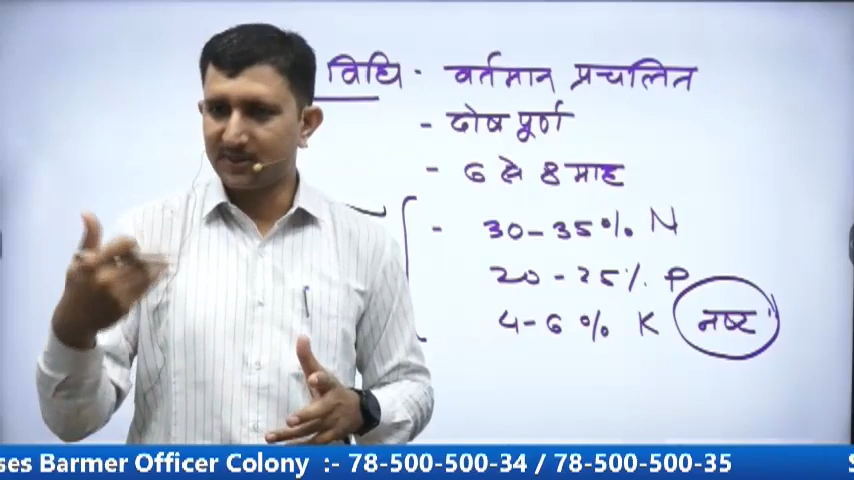 विधि - वर्तमान प्रचलित
- दोष पूर्ण
- 6 से 8 माह
- 30-35% N
20-25% P
4-6% K नष्ट
ses Barmer Officer Colony :- 78-500-500-34 / 78-500-500-35